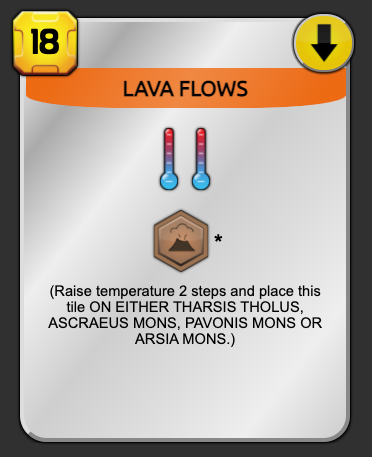 18
LAVA FLOWS
*
(Raise temperature 2 steps and place this
tile ON EITHER THARSIS THOLUS,
ASCRAEUS MONS, PAVONIS MONS OR
ARSIA MONS.)